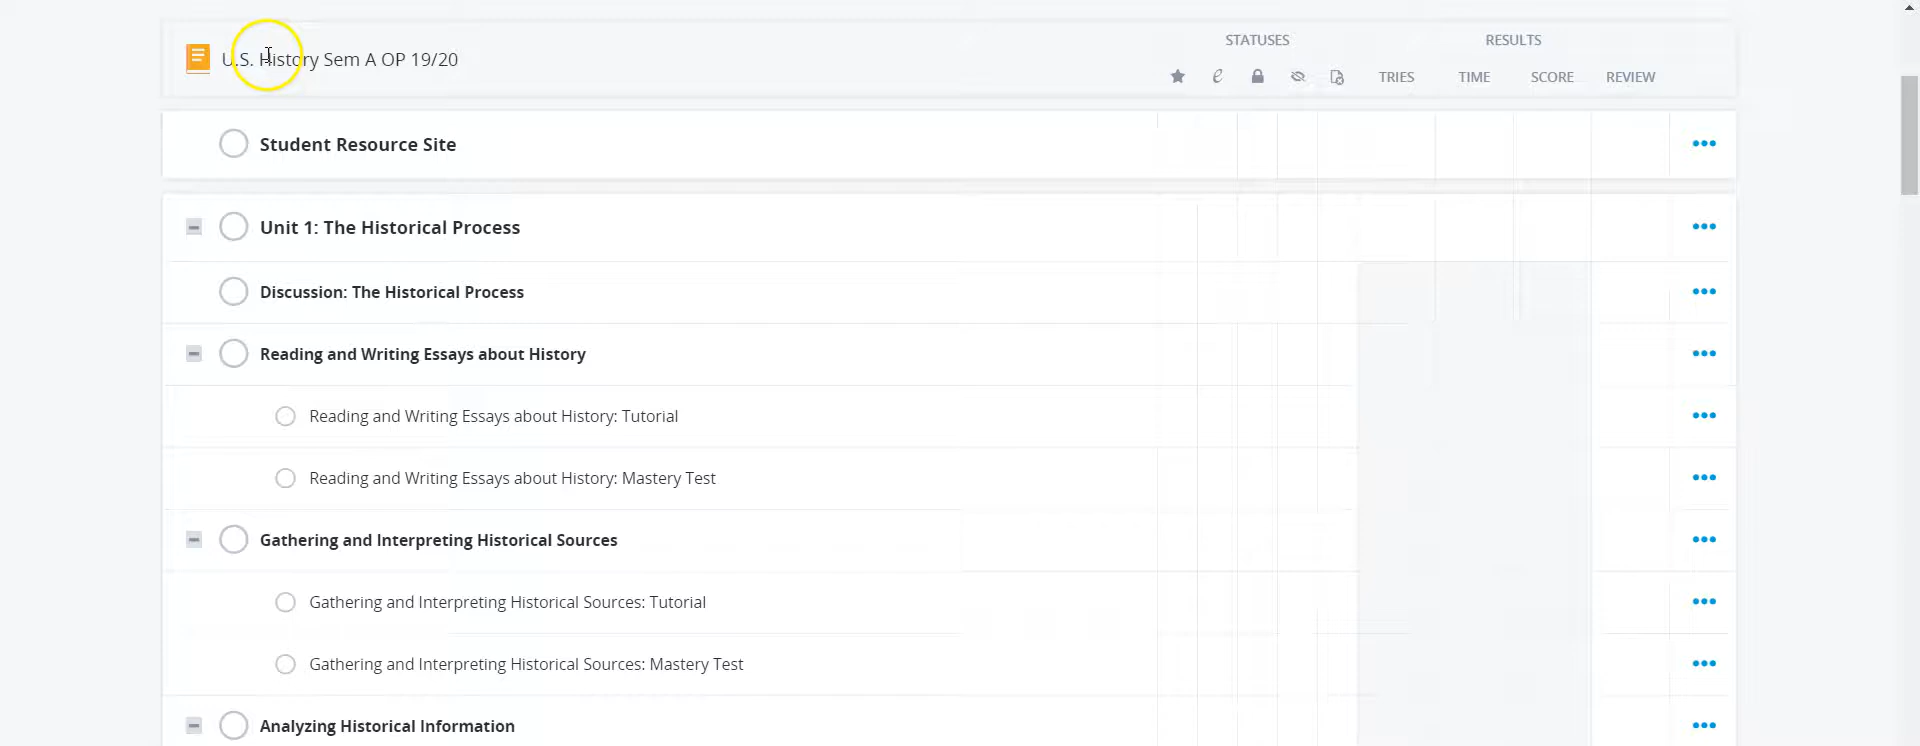 U.S. History Sem A OP 19/20
STATUSES
RESULTS
TRIES
TIME
SCORE
REVIEW
Student Resource Site
Unit 1: The Historical Process
Discussion: The Historical Process
Reading and Writing Essays about History
Reading and Writing Essays about History: Tutorial
Reading and Writing Essays about History: Mastery Test
Gathering and Interpreting Historical Sources
Gathering and Interpreting Historical Sources: Tutorial
Gathering and Interpreting Historical Sources: Mastery Test
Analyzing Historical Information